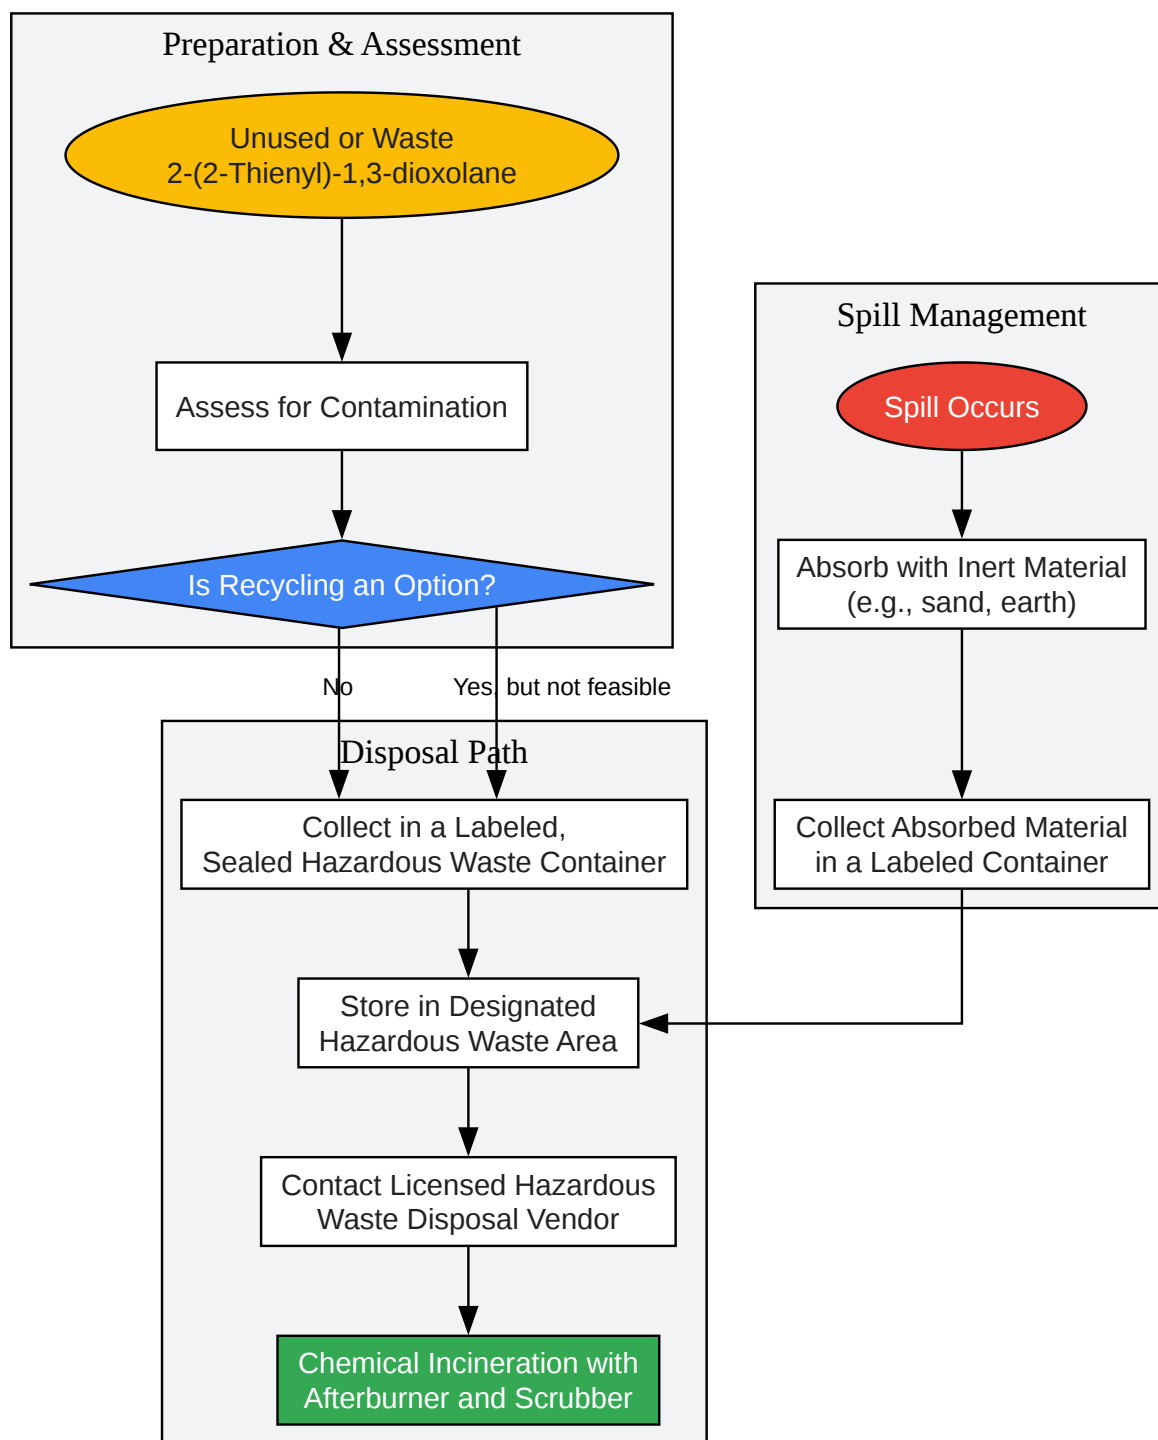 Preparation & Assessment
Unused or Waste
2-(2-Thienyl)-1,3-dioxolane
Assess for Contamination
Is Recycling an Option?
No
Yes, but not feasible
Spill Management
Spill Occurs
Absorb with Inert Material
(e.g., sand, earth)
Collect Absorbed Material
in a Labeled Container
Disposal Path
Collect in a Labeled,
Sealed Hazardous Waste Container
Store in Designated
Hazardous Waste Area
Contact Licensed Hazardous
Waste Disposal Vendor
Chemical Incineration with
Afterburner and Scrubber